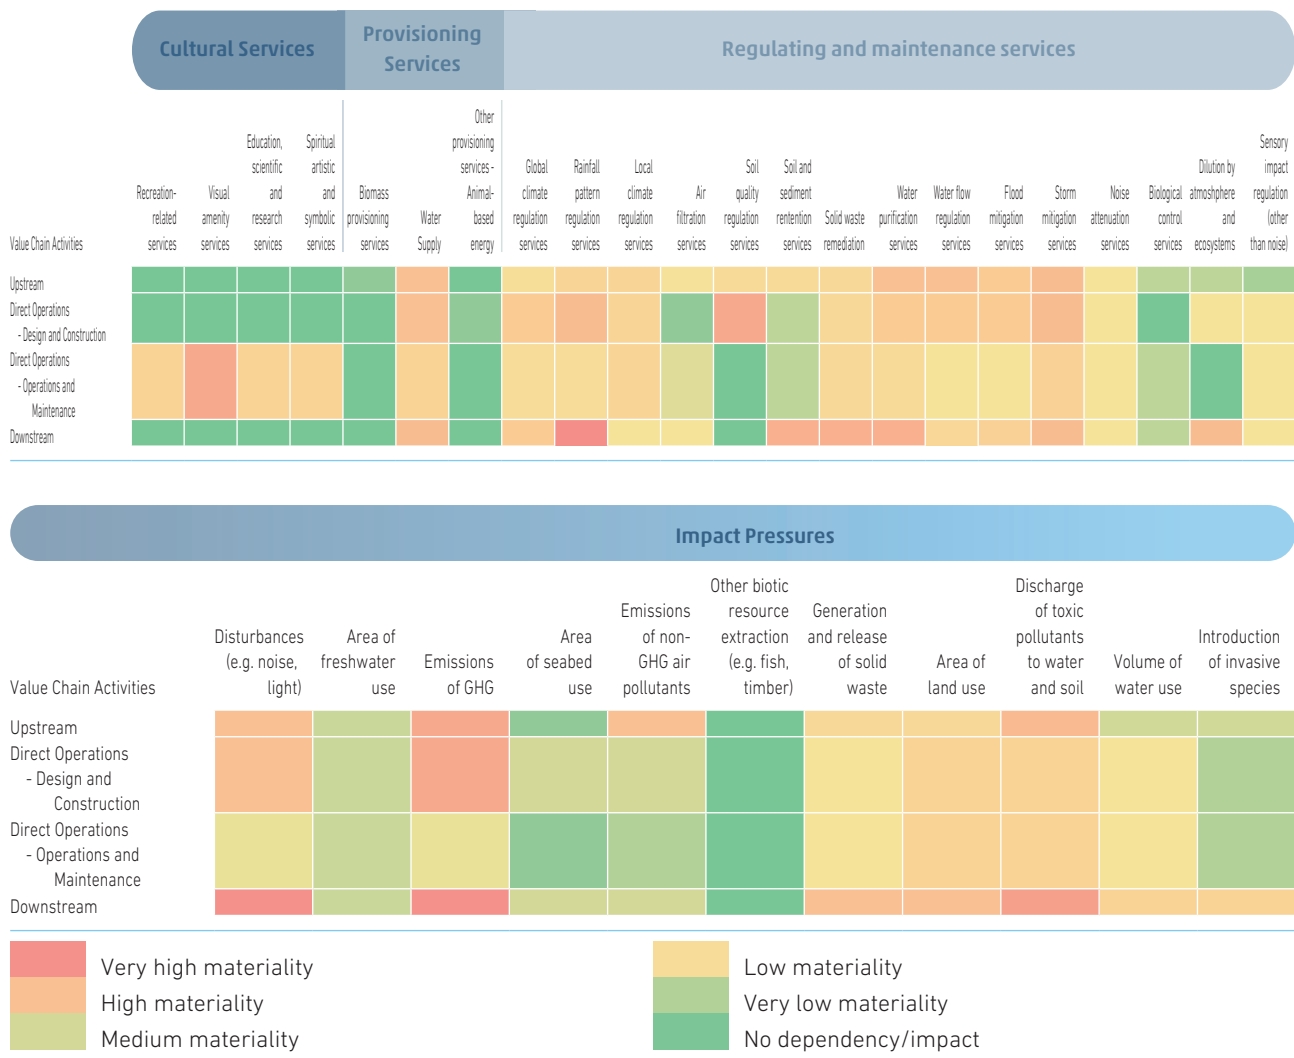 Cultural Services
Provisioning
Services
Regulating and maintenance services
Value Chain Activities
Recreation-
related
services
Visual
amenity
services
Education,
scientific
and
research
services
Spiritual
artistic
and
symbolic
services
Biomass
provisioning
services
Water
Supply
Other
provisioning
services -
Animal-
based
energy
Global
climate
regulation
services
Rainfall
pattern
regulation
services
Local
climate
regulation
services
Air
filtration
services
Soil
quality
regulation
services
Soil and
sediment
rentention
services
Solid waste
remediation
Water
purification
services
Water flow
regulation
services
Flood
mitigation
services
Storm
mitigation
services
Noise
attenuation
services
Biological
control
services
Dilution by
atmoshphere
and
ecosystems
Sensory
impact
regulation
(other
than noise)
Upstream
Direct Operations
- Design and Construction
Direct Operations
- Operations and
Maintenance
Downstream
Impact Pressures
Value Chain Activities
Disturbances
(e.g. noise,
light)
Area of
freshwater
use
Emissions
of GHG
Area
of seabed
use
Emissions
of non-
GHG air
pollutants
Other biotic
resource
extraction
(e.g. fish,
timber)
Generation
and release
of solid
waste
Area of
land use
Discharge
of toxic
pollutants
to water
and soil
Volume of
water use
Introduction
of invasive
species
Upstream
Direct Operations
- Design and
Construction
Direct Operations
- Operations and
Maintenance
Downstream
Very high materiality
High materiality
Medium materiality
Low materiality
Very low materiality
No dependency/impact